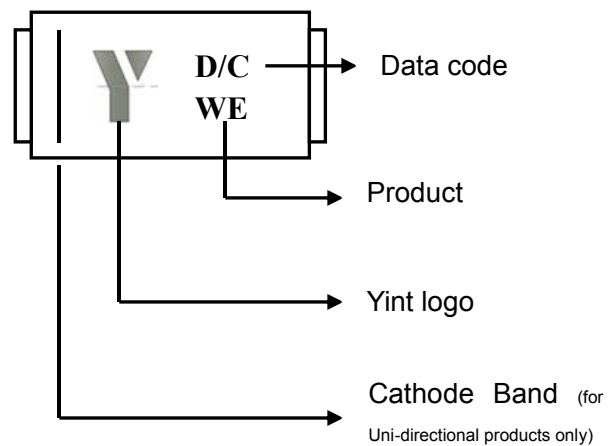 D/C
WE
Data code
Product
Yint logo
Cathode Band (for
Uni-directional products only)